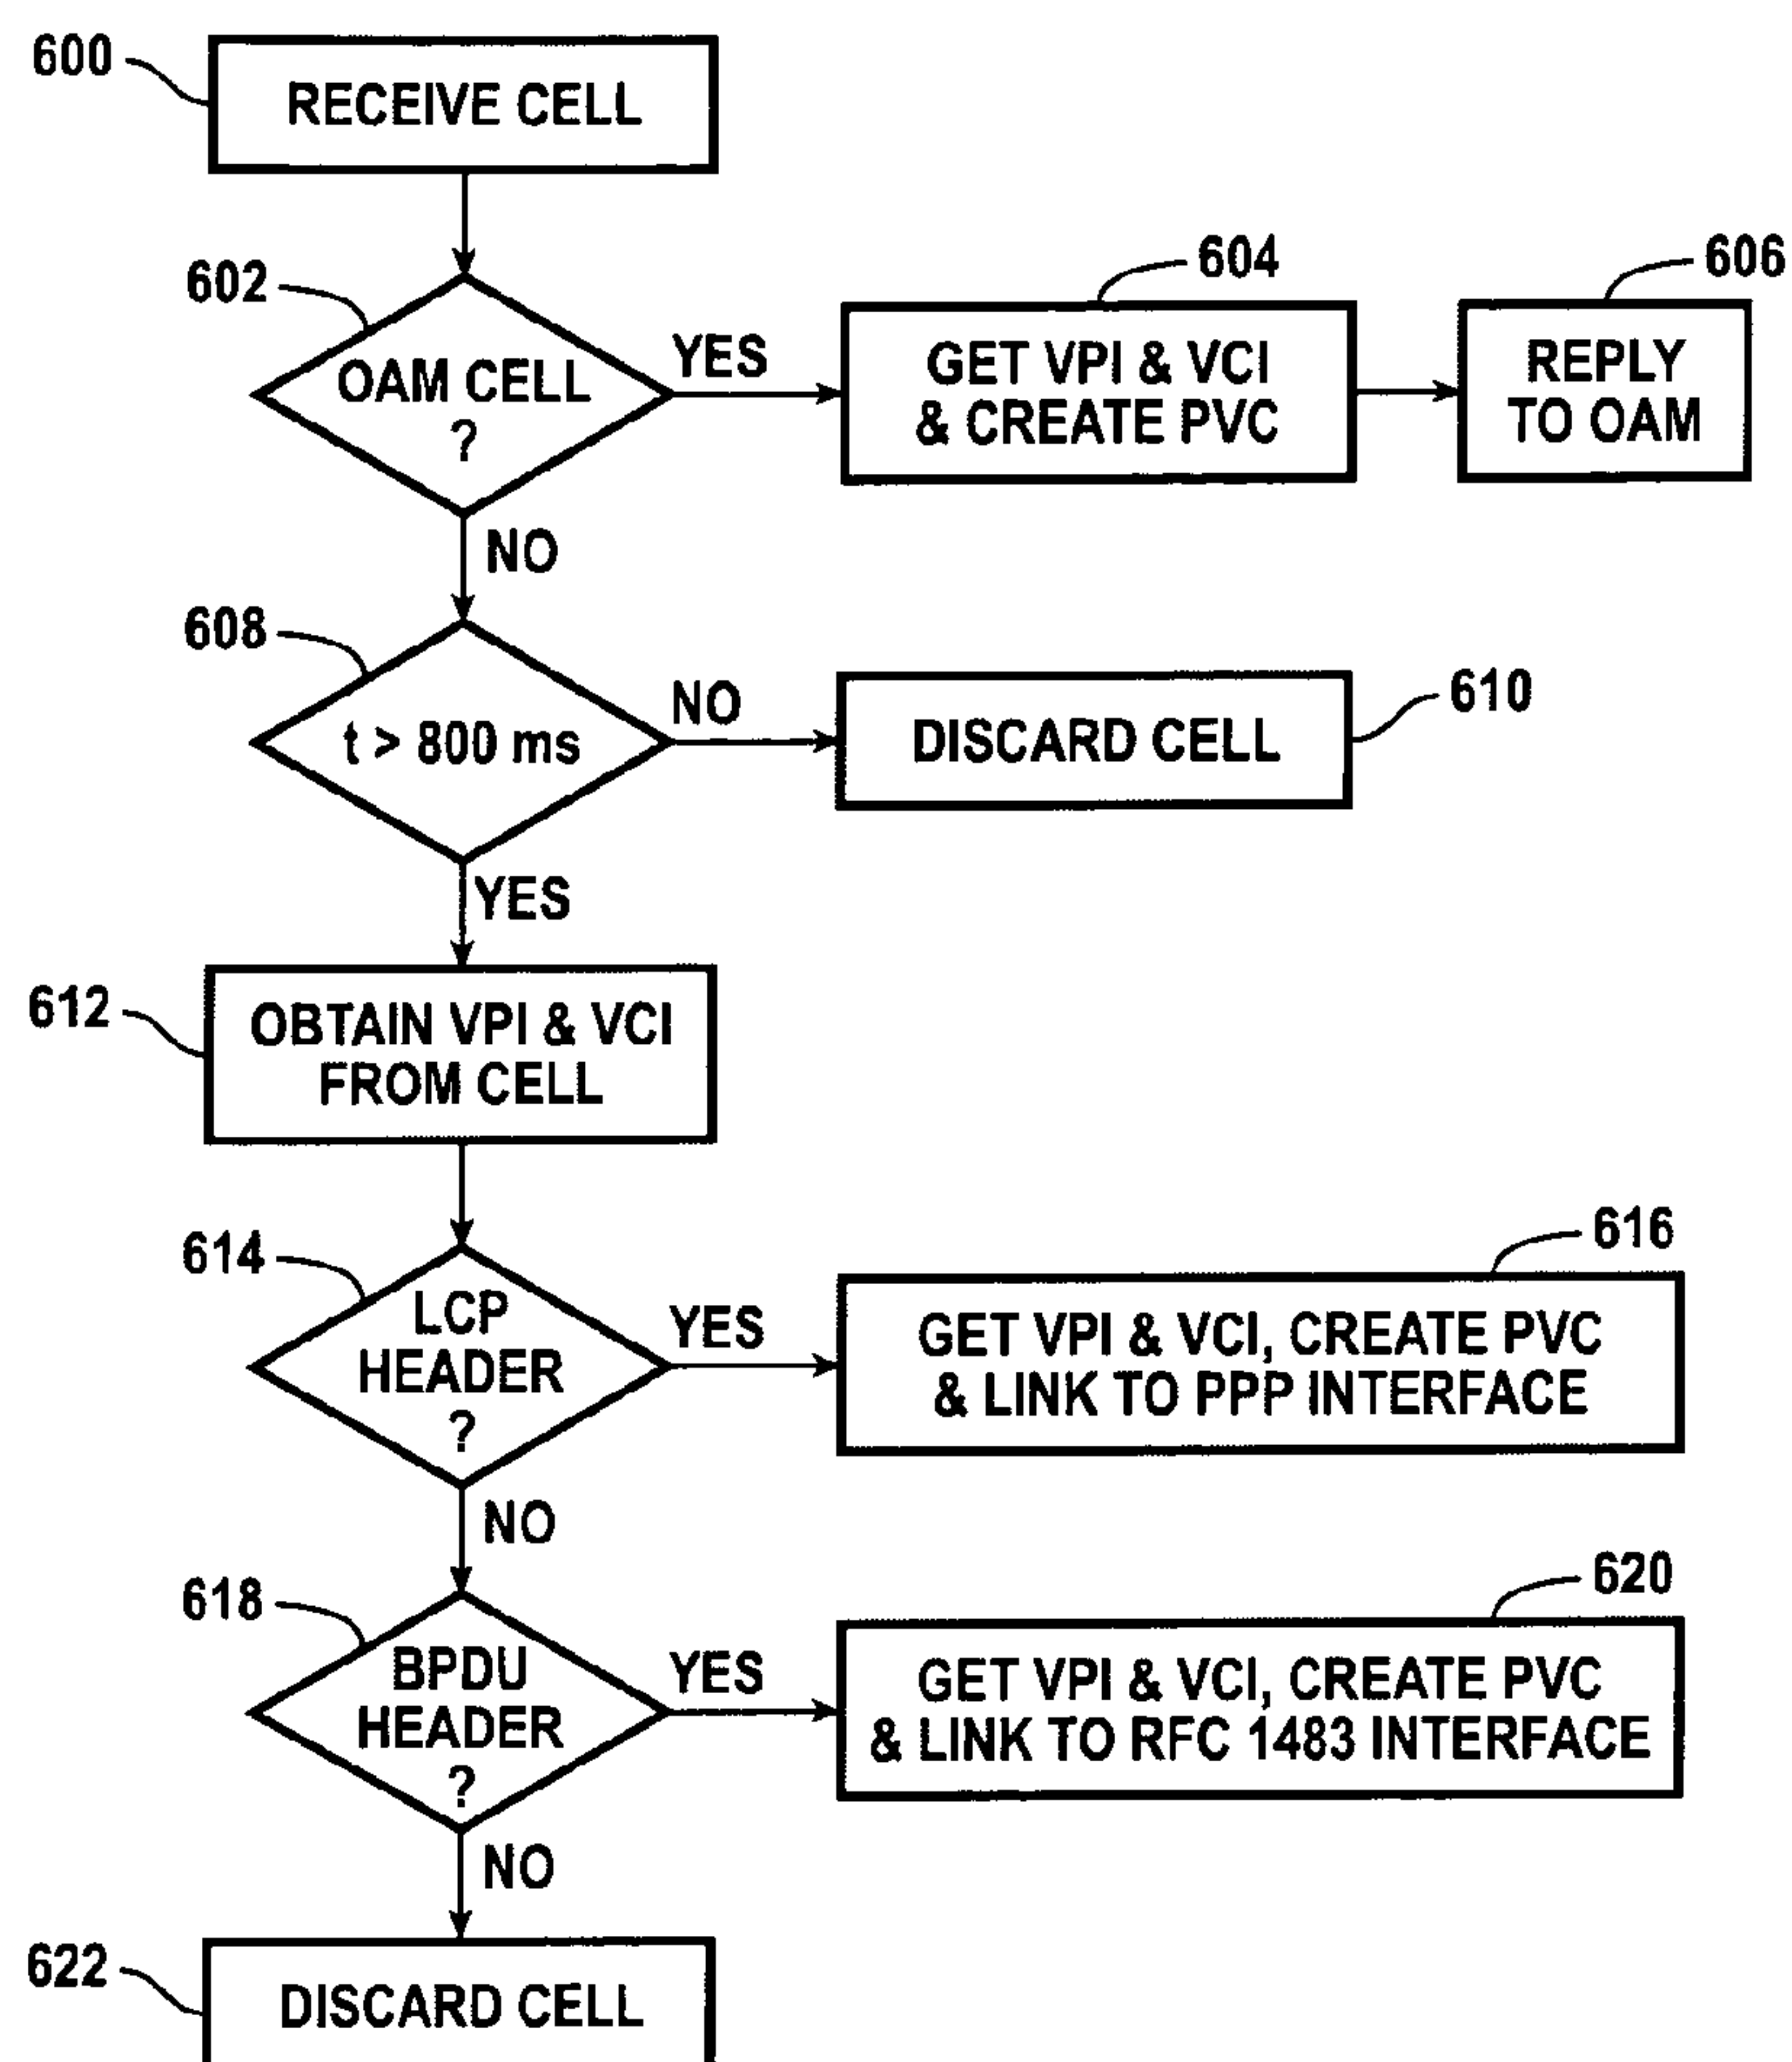 600
RECEIVE CELL
602
OAM CELL
?
YES
604
GET VPI & VCI
& CREATE PVC
606
REPLY
TO OAM
NO
608
t > 800 ms
NO
DISCARD CELL
610
YES
612
OBTAIN VPI & VCI
FROM CELL
614
LCP
HEADER
?
YES
616
GET VPI & VCI, CREATE PVC
& LINK TO PPP INTERFACE
NO
618
BPDU
HEADER
?
YES
620
GET VPI & VCI, CREATE PVC
& LINK TO RFC 1483 INTERFACE
NO
622
DISCARD CELL